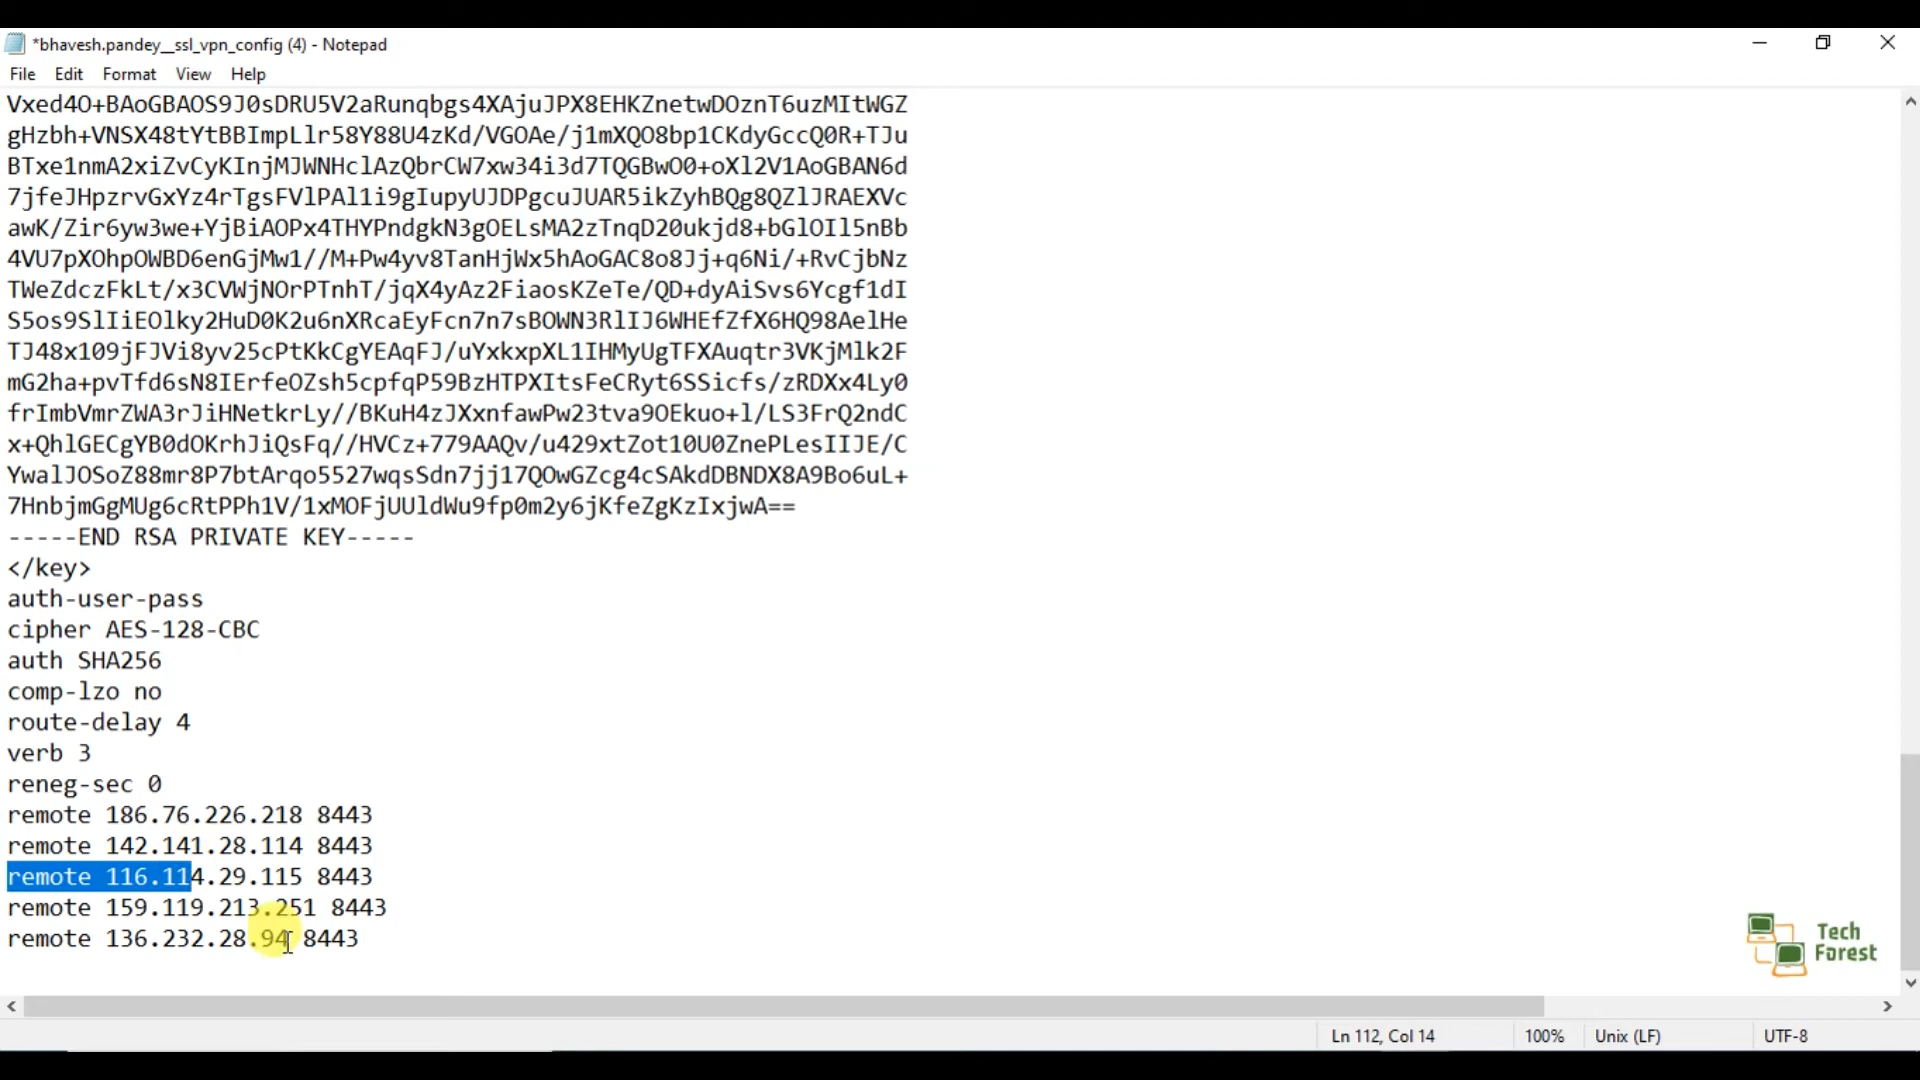 *bhavesh.pandey__ssl_vpn_config (4) - Notepad
File Edit Format View Help
Vxed4O+BAoGBAOS9J0sDRU5V2aRunqbgs4XAjuJPX8EHKZnetwDOznT6uzMItWGZ
gHzbh+VNSX48tYtBBImpLlr58Y88U4zKd/VGOAe/j1mXQO8bp1CKdyGccQ0R+TJu
BTxe1nmA2xiZvCyKInjMJWNHclAzQbrCW7xw34i3d7TQGBwO0+oXl2V1AoGBAN6d
7jfeJHpzrvGxYz4rTgsFVlPAl1i9gIupyUJDPgcuJUAR5ikZyhBQg8QZlJRAEXVc
awK/Zir6yw3we+YjBiAOPx4THYPndgkN3gOELsMA2zTnqD20ukjd8+bGlOIl5nBb
4VU7pXOhpOWBD6enGjMw1//M+Pw4yv8TanHjWx5hAoGAC8o8Jj+q6Ni/+RvCjbNz
TWeZdczFkLt/x3CVWjNOrPTnhT/jqX4yAz2FiaosKZeTe/QD+dyAiSvs6Ycgf1dI
S5os9SlIiEOlky2HuD0K2u6nXRcaEyFcn7n7sBOWN3RlIJ6WHEfZfX6HQ98AelHe
TJ48x109jFJVi8yv25cPtKkCgYEAqFJ/uYxkxpXL1IHMyUgTFXAuqtr3VKjMlk2F
mG2ha+pvTfd6sN8IErfeOZsh5cpfqP59BzHTPXItsFeCRyt6SSicfs/zRDXx4Ly0
frImbVmrZWA3rJiHNetkrLy//BKuH4zJXxnfawPw23tva9OEkuo+l/LS3FrQ2ndC
x+QhlGECgYB0dOKrhJiQsFq//HVCz+779AAQv/u429xtZot10U0ZnePLesIIJE/C
YwalJOSoZ88mr8P7btArqo5527wqsSdn7jj17QOwGZcg4cSAkdDBNDX8A9Bo6uL+
7HnbjmGgMUg6cRtPPh1V/1xMOFjUUldWu9fp0m2y6jKfeZgKzIxjwA==
-----END RSA PRIVATE KEY-----
</key>
auth-user-pass
cipher AES-128-CBC
auth SHA256
comp-lzo no
route-delay 4
verb 3
reneg-sec 0
remote 186.76.226.218 8443
remote 142.141.28.114 8443
remote 116.114.29.115 8443
remote 159.119.213.251 8443
remote 136.232.28.94 8443
Tech
Forest
Ln 112, Col 14 100% Unix (LF) UTF-8